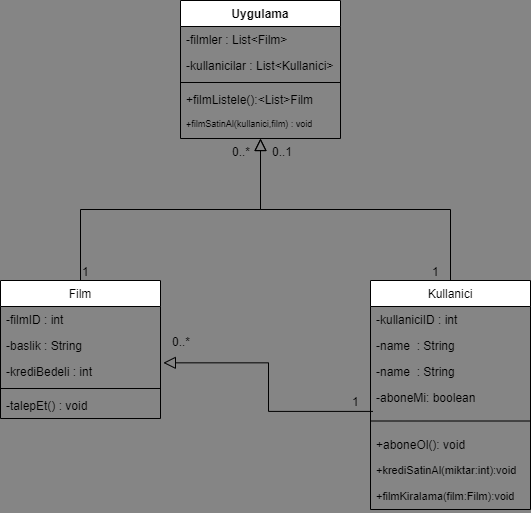 Uygulama
-filmler : List<Film>
-kullanicilar : List<Kullanici>
+filmListele():<List>Film
+filmSatinAl(kullanici,film) : void
0..*
0..1
1
1
Film
-filmID : int
-baslik : String
-krediBedeli : int
-talepEt() : void
0..*
1
Kullanici
-kullaniciID : int
-name : String
-name : String
-aboneMi: boolean
+aboneOl(): void
+krediSatinAl(miktar:int):void
+filmKiralama(film:Film):void